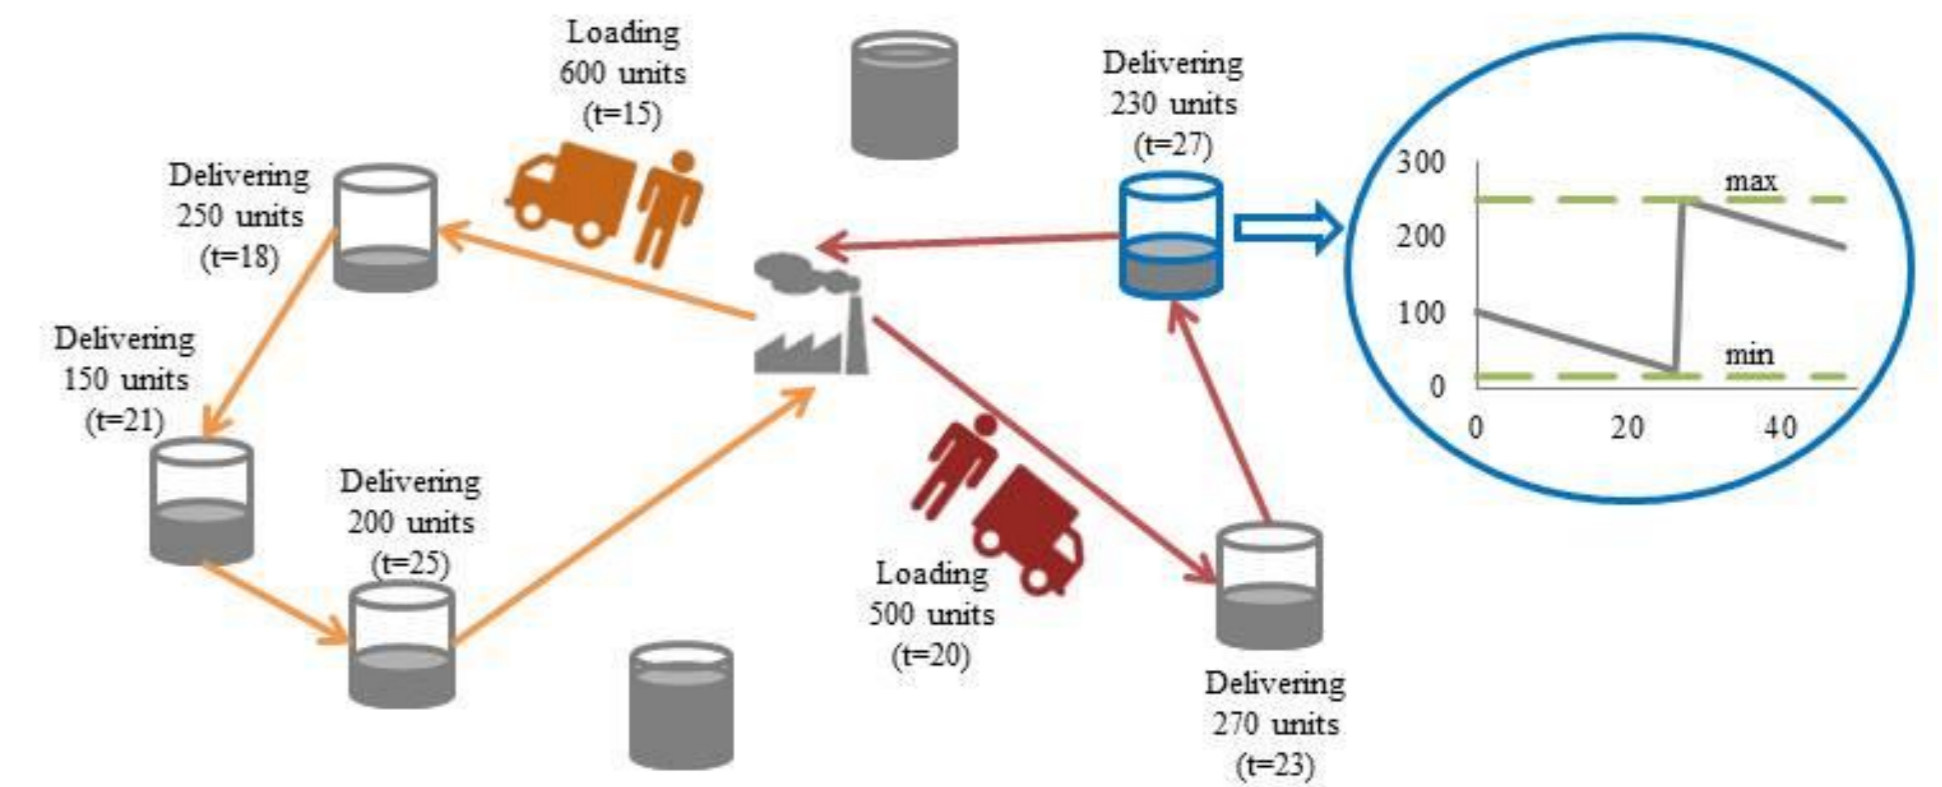 Loading
600 units
(t=15)
Delivering
250 units
(t=18)
Delivering
150 units
(t=21)
Delivering
200 units
(t=25)
Loading
500 units
(t=20)
Delivering
270 units
(t=23)
Delivering
230 units
(t=27)
300
200
100
0
max
min
0 20 40